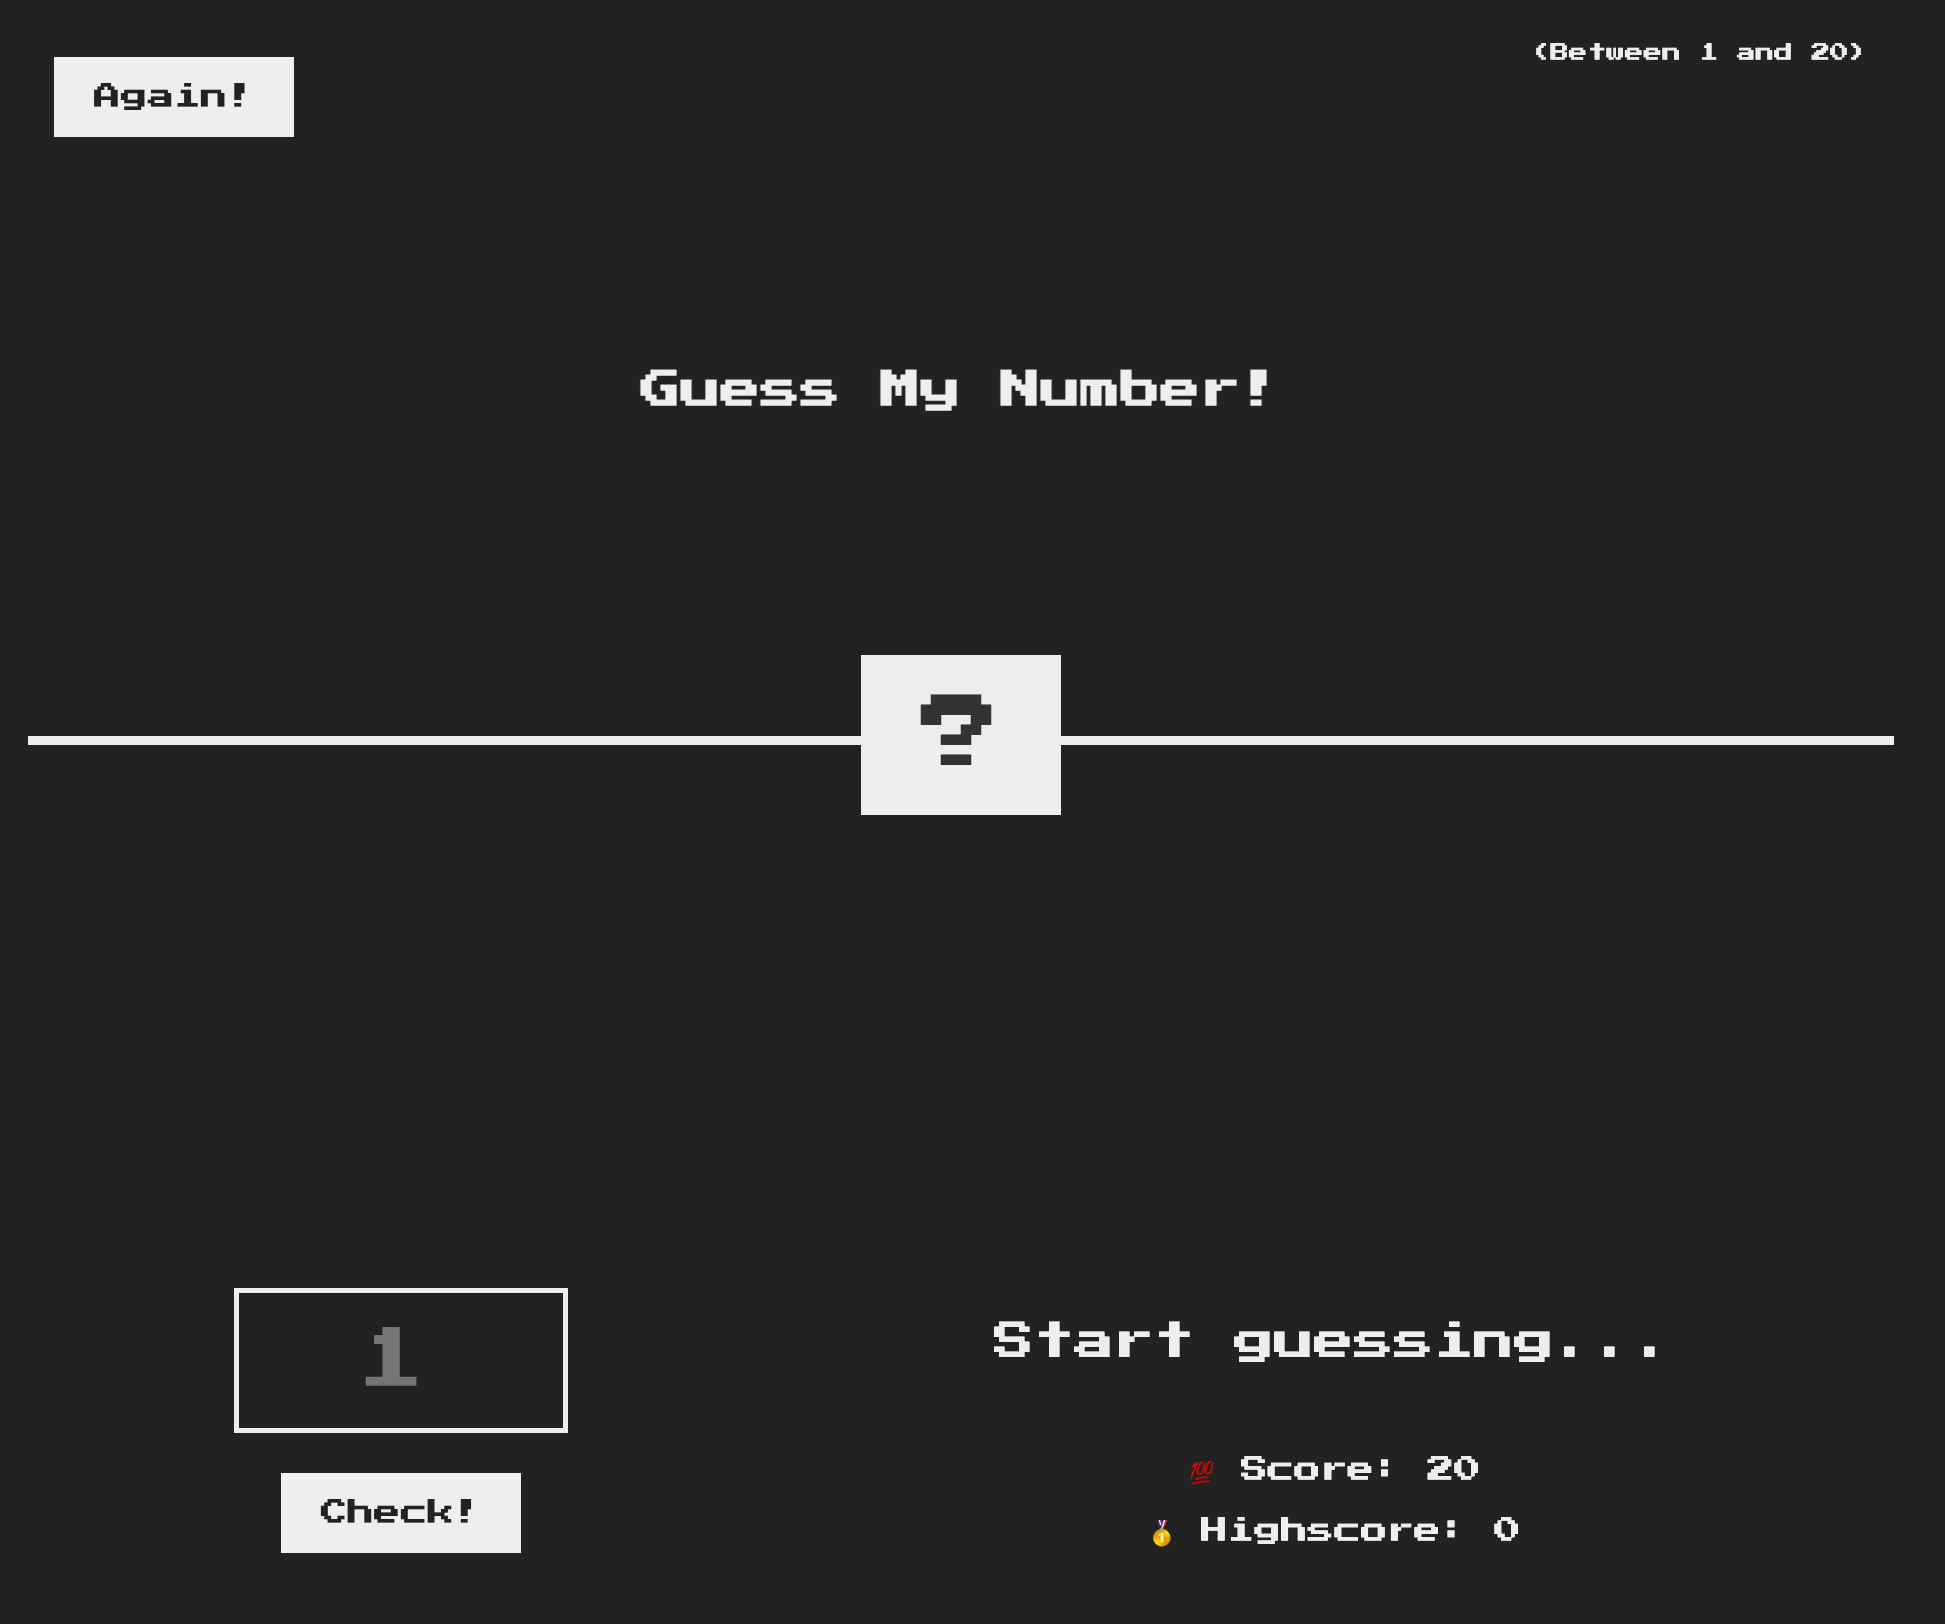 Again!
(Between 1 and 20)
Guess My Number!
?
1
Check!
Start guessing...
💯 Score: 20
🥇 Highscore: 0